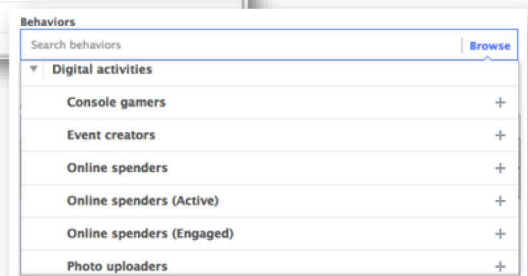 Behaviors
Search behaviors Browse
Digital activities
Console gamers
Event creators
Online spenders
Online spenders (Active)
Online spenders (Engaged)
Photo uploaders